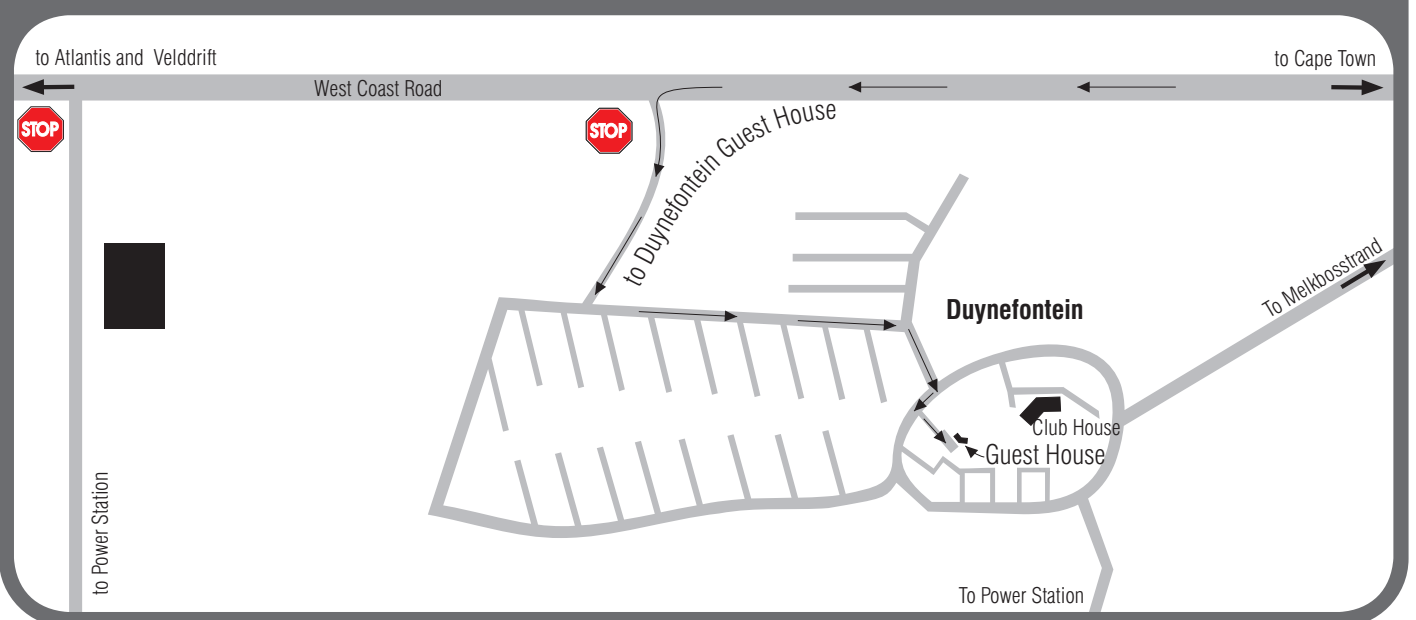 to Atlantis and Velddrift
to Cape Town
West Coast Road
STOP
STOP
to Duynefontein Guest House
Duynefontein
To Melkbosstrand
Club House
Guest House
to Power Station
To Power Station